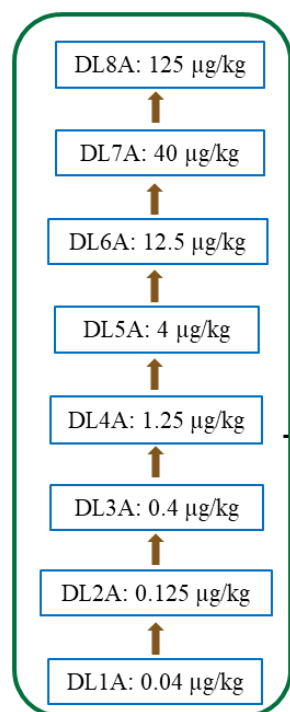 DL8A: 125 µg/kg
DL7A: 40 µg/kg
DL6A: 12.5 µg/kg
DL5A: 4 µg/kg
DL4A: 1.25 µg/kg
DL3A: 0.4 µg/kg
DL2A: 0.125 µg/kg
DL1A: 0.04 µg/kg